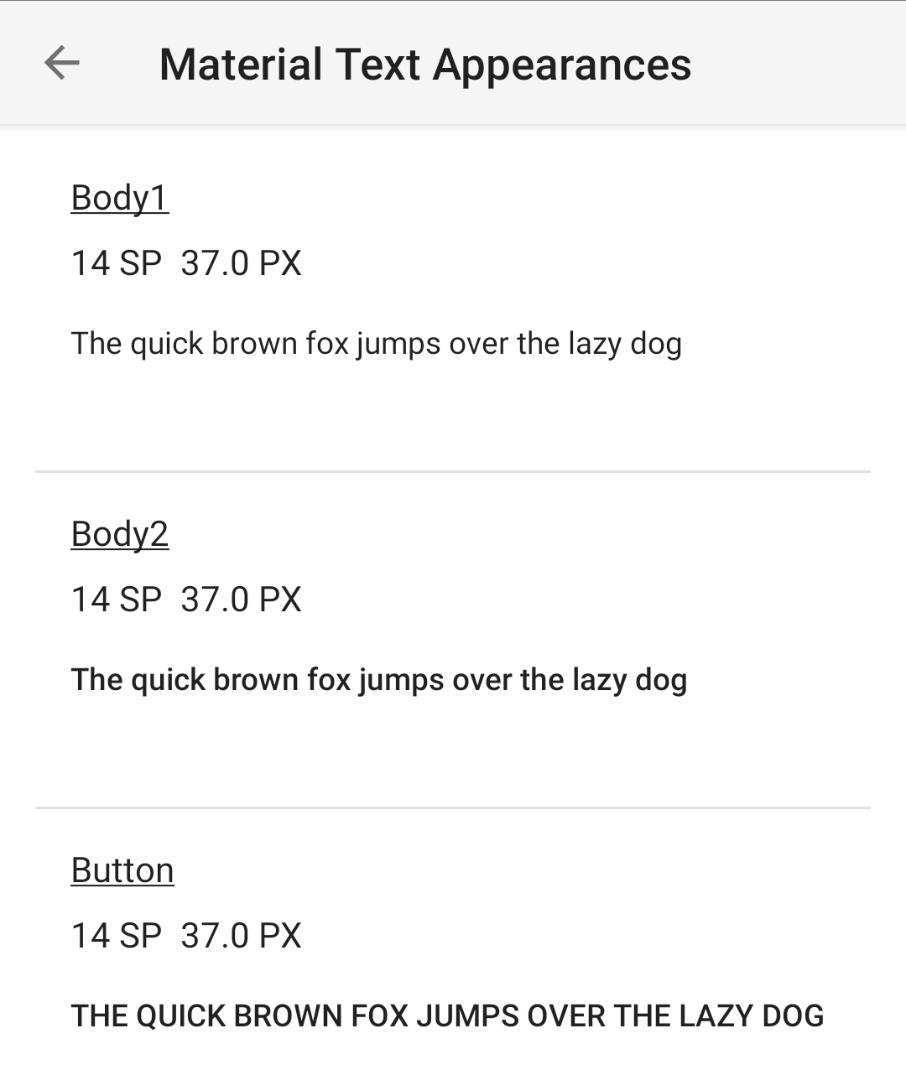 Material Text Appearances
Body1
14 SP  37.0 PX
The quick brown fox jumps over the lazy dog
Body2
14 SP  37.0 PX
The quick brown fox jumps over the lazy dog
Button
14 SP  37.0 PX
THE QUICK BROWN FOX JUMPS OVER THE LAZY DOG